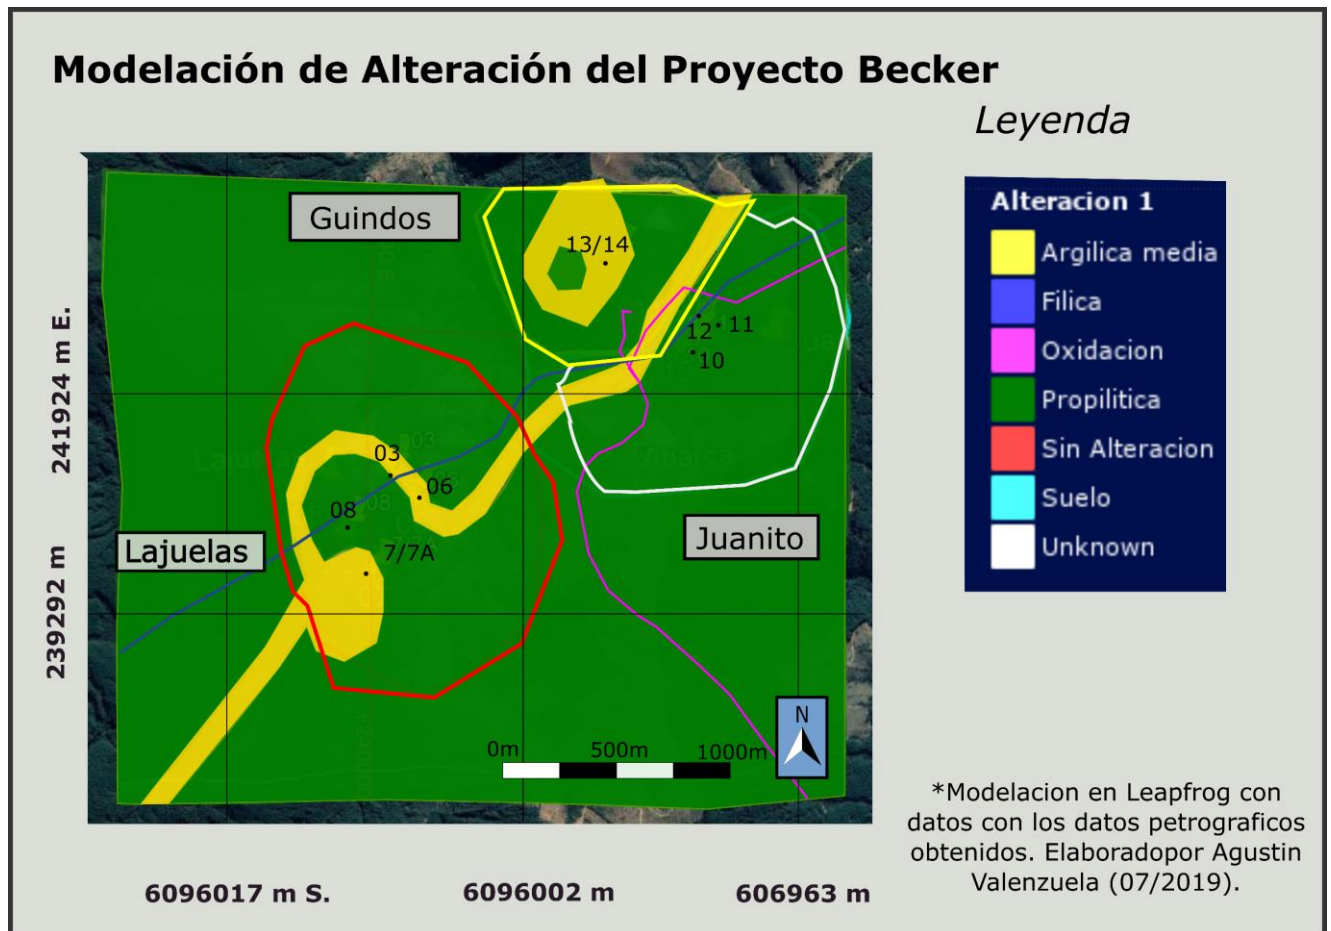 Modelación de Alteración del Proyecto Becker
Leyenda
Alteracion 1
Argilica media
Filica
Oxidacion
Propilitica
Sin Alteracion
Suelo
Unknown
Guindos
13/14
12
11
10
03
06
08
7/7A
Lajuelas
Juanito
241924 m E.
239292 m
N
0m
500m
1000m
6096017 m S.
6096002 m
606963 m
*Modelacion en Leapfrog con
datos con los datos petrograficos
obtenidos. Elaboradopor Agustin
Valenzuela (07/2019).